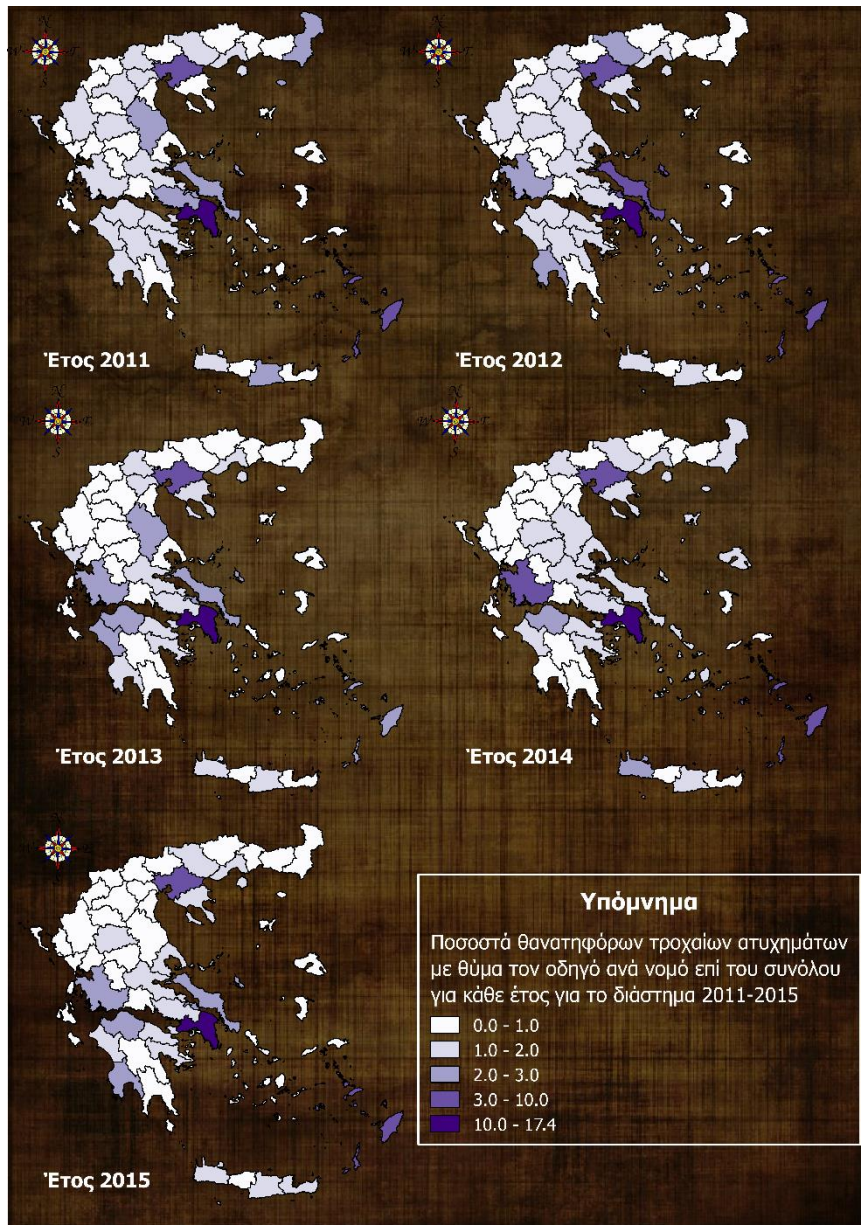 Έτος 2011
Έτος 2012
Έτος 2013
Έτος 2014
Έτος 2015
Υπόμνημα
Ποσοστά θανατηφόρων τροχαίων ατυχημάτων
με θύμα τον οδηγό ανά νομό επί του συνόλου
για κάθε έτος για το διάστημα 2011-2015
0.0 - 1.0
1.0 - 2.0
2.0 - 3.0
3.0 - 10.0
10.0 - 17.4